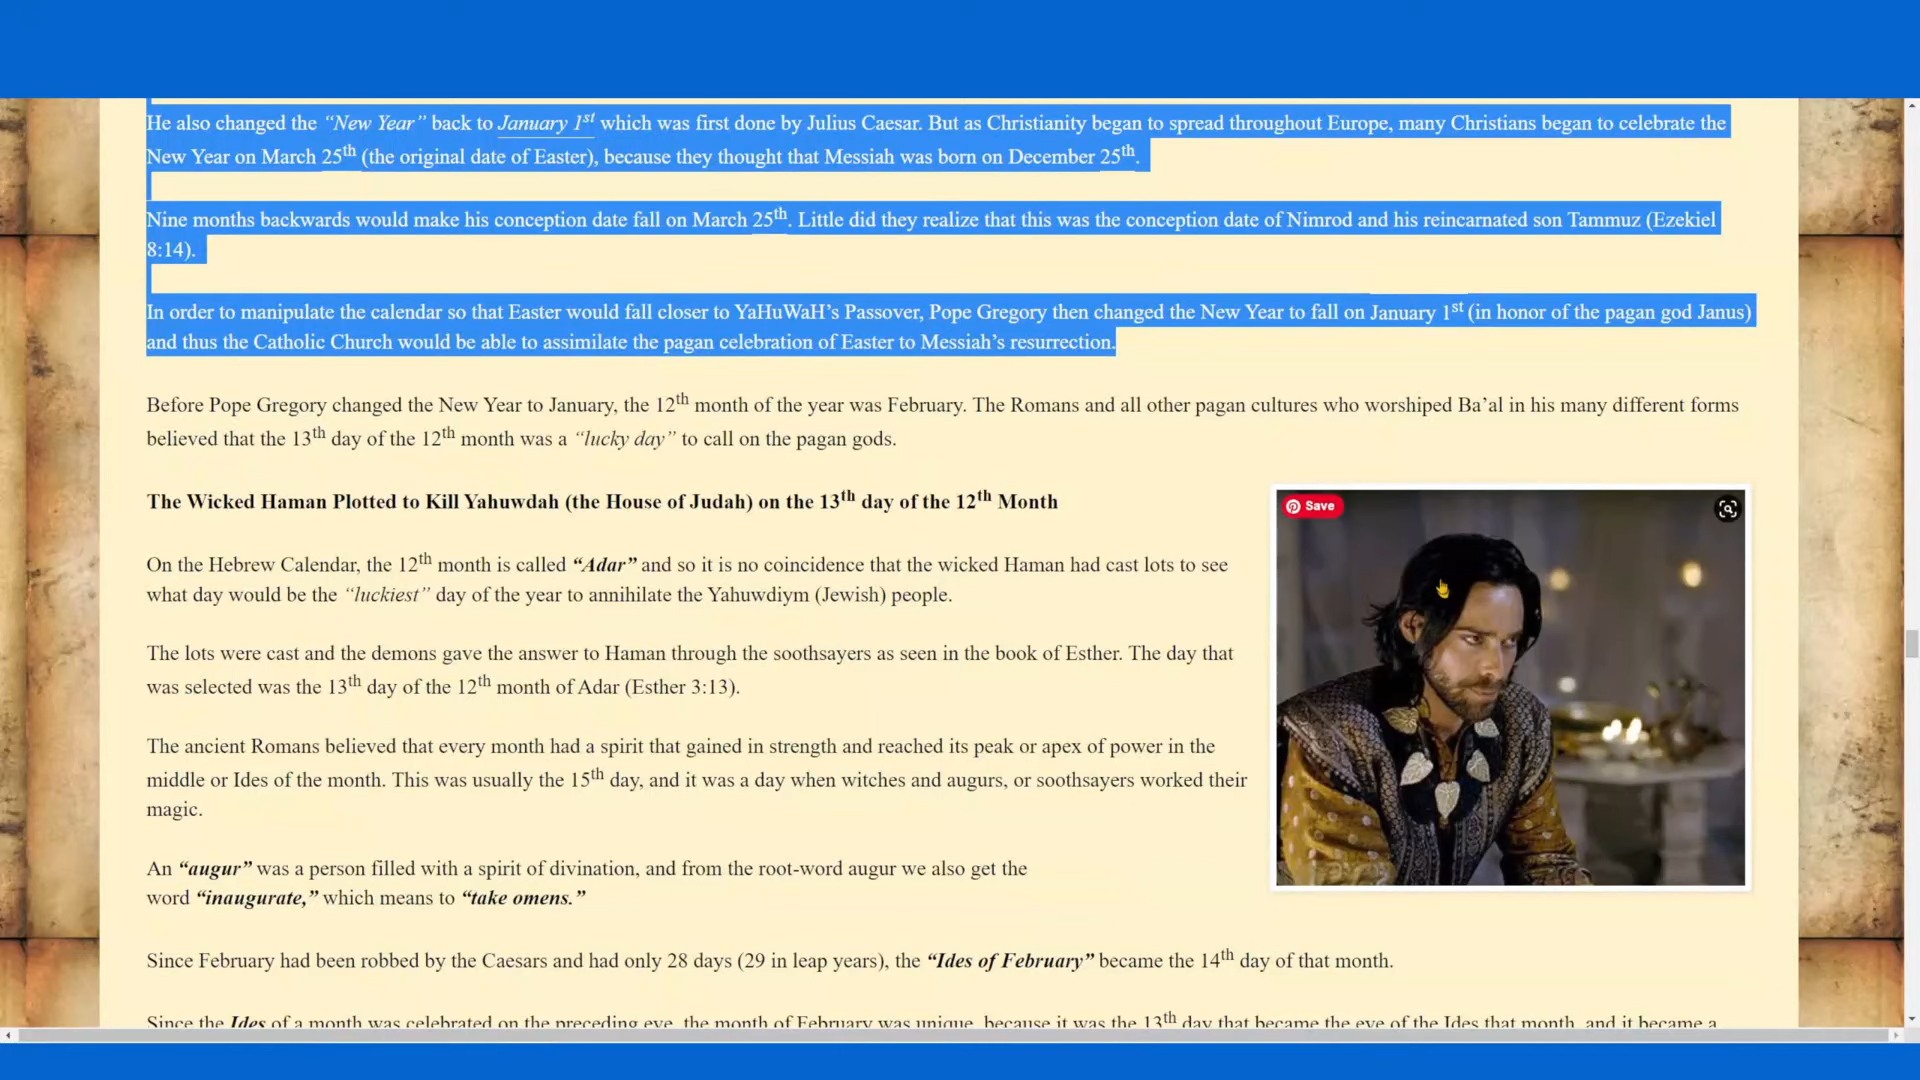 He also changed the “New Year” back to January 1st which was first done by Julius Caesar. But as Christianity began to spread throughout Europe, many Christians began to celebrate the
New Year on March 25th (the original date of Easter), because they thought that Messiah was born on December 25th.
Nine months backwards would make his conception date fall on March 25th. Little did they realize that this was the conception date of Nimrod and his reincarnated son Tammuz (Ezekiel
8:14).
In order to manipulate the calendar so that Easter would fall closer to YaHuWaH’s Passover, Pope Gregory then changed the New Year to fall on January 1st (in honor of the pagan god Janus)
and thus the Catholic Church would be able to assimilate the pagan celebration of Easter to Messiah’s resurrection.
Before Pope Gregory changed the New Year to January, the 12th month of the year was February. The Romans and all other pagan cultures who worshiped Ba’al in his many different forms
believed that the 13th day of the 12th month was a “lucky day” to call on the pagan gods.
The Wicked Haman Plotted to Kill Yahuwdah (the House of Judah) on the 13th day of the 12th Month
Save
On the Hebrew Calendar, the 12th month is called “Adar” and so it is no coincidence that the wicked Haman had cast lots to see
what day would be the “luckiest” day of the year to annihilate the Yahuwdiym (Jewish) people.
The lots were cast and the demons gave the answer to Haman through the soothsayers as seen in the book of Esther. The day that
was selected was the 13th day of the 12th month of Adar (Esther 3:13).
The ancient Romans believed that every month had a spirit that gained in strength and reached its peak or apex of power in the
middle or Ides of the month. This was usually the 15th day, and it was a day when witches and augurs, or soothsayers worked their
magic.
An “augur” was a person filled with a spirit of divination, and from the root-word augur we also get the
word “inaugurate,” which means to “take omens.”
Since February had been robbed by the Caesars and had only 28 days (29 in leap years), the “Ides of February” became the 14th day of that month.
Since the Ides of a month was celebrated on the preceding eve, the month of February was unique, because it was the 13th day that became the eve of the Ides that month, and it became a